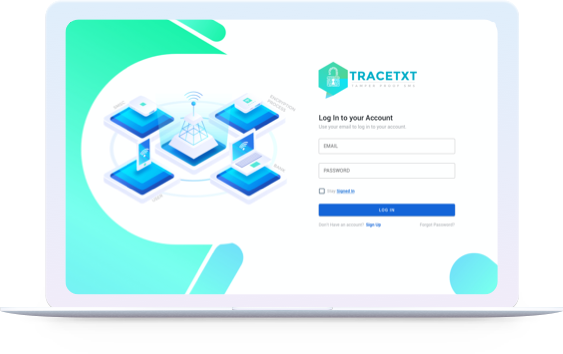 TRACETXT
TAMPER PROOF SMS
Log In to your Account
Use your email to log in to your account.
EMAIL
PASSWORD
Stay Signed In
LOG IN
Don't have an account? Sign Up
Forgot Password?